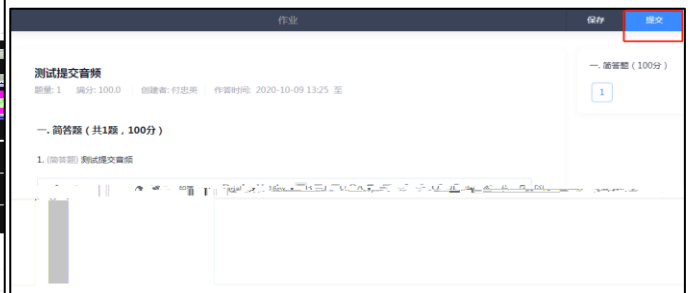 作业
保存
提交
测试提交音频
题量: 1 满分: 100.0 创建者: 付忠英 作答时间: 2020-10-09 13:25 至
一. 简答题（100分）
1
一. 简答题（共1题，100分）
1. (简答题) 测试提交音频